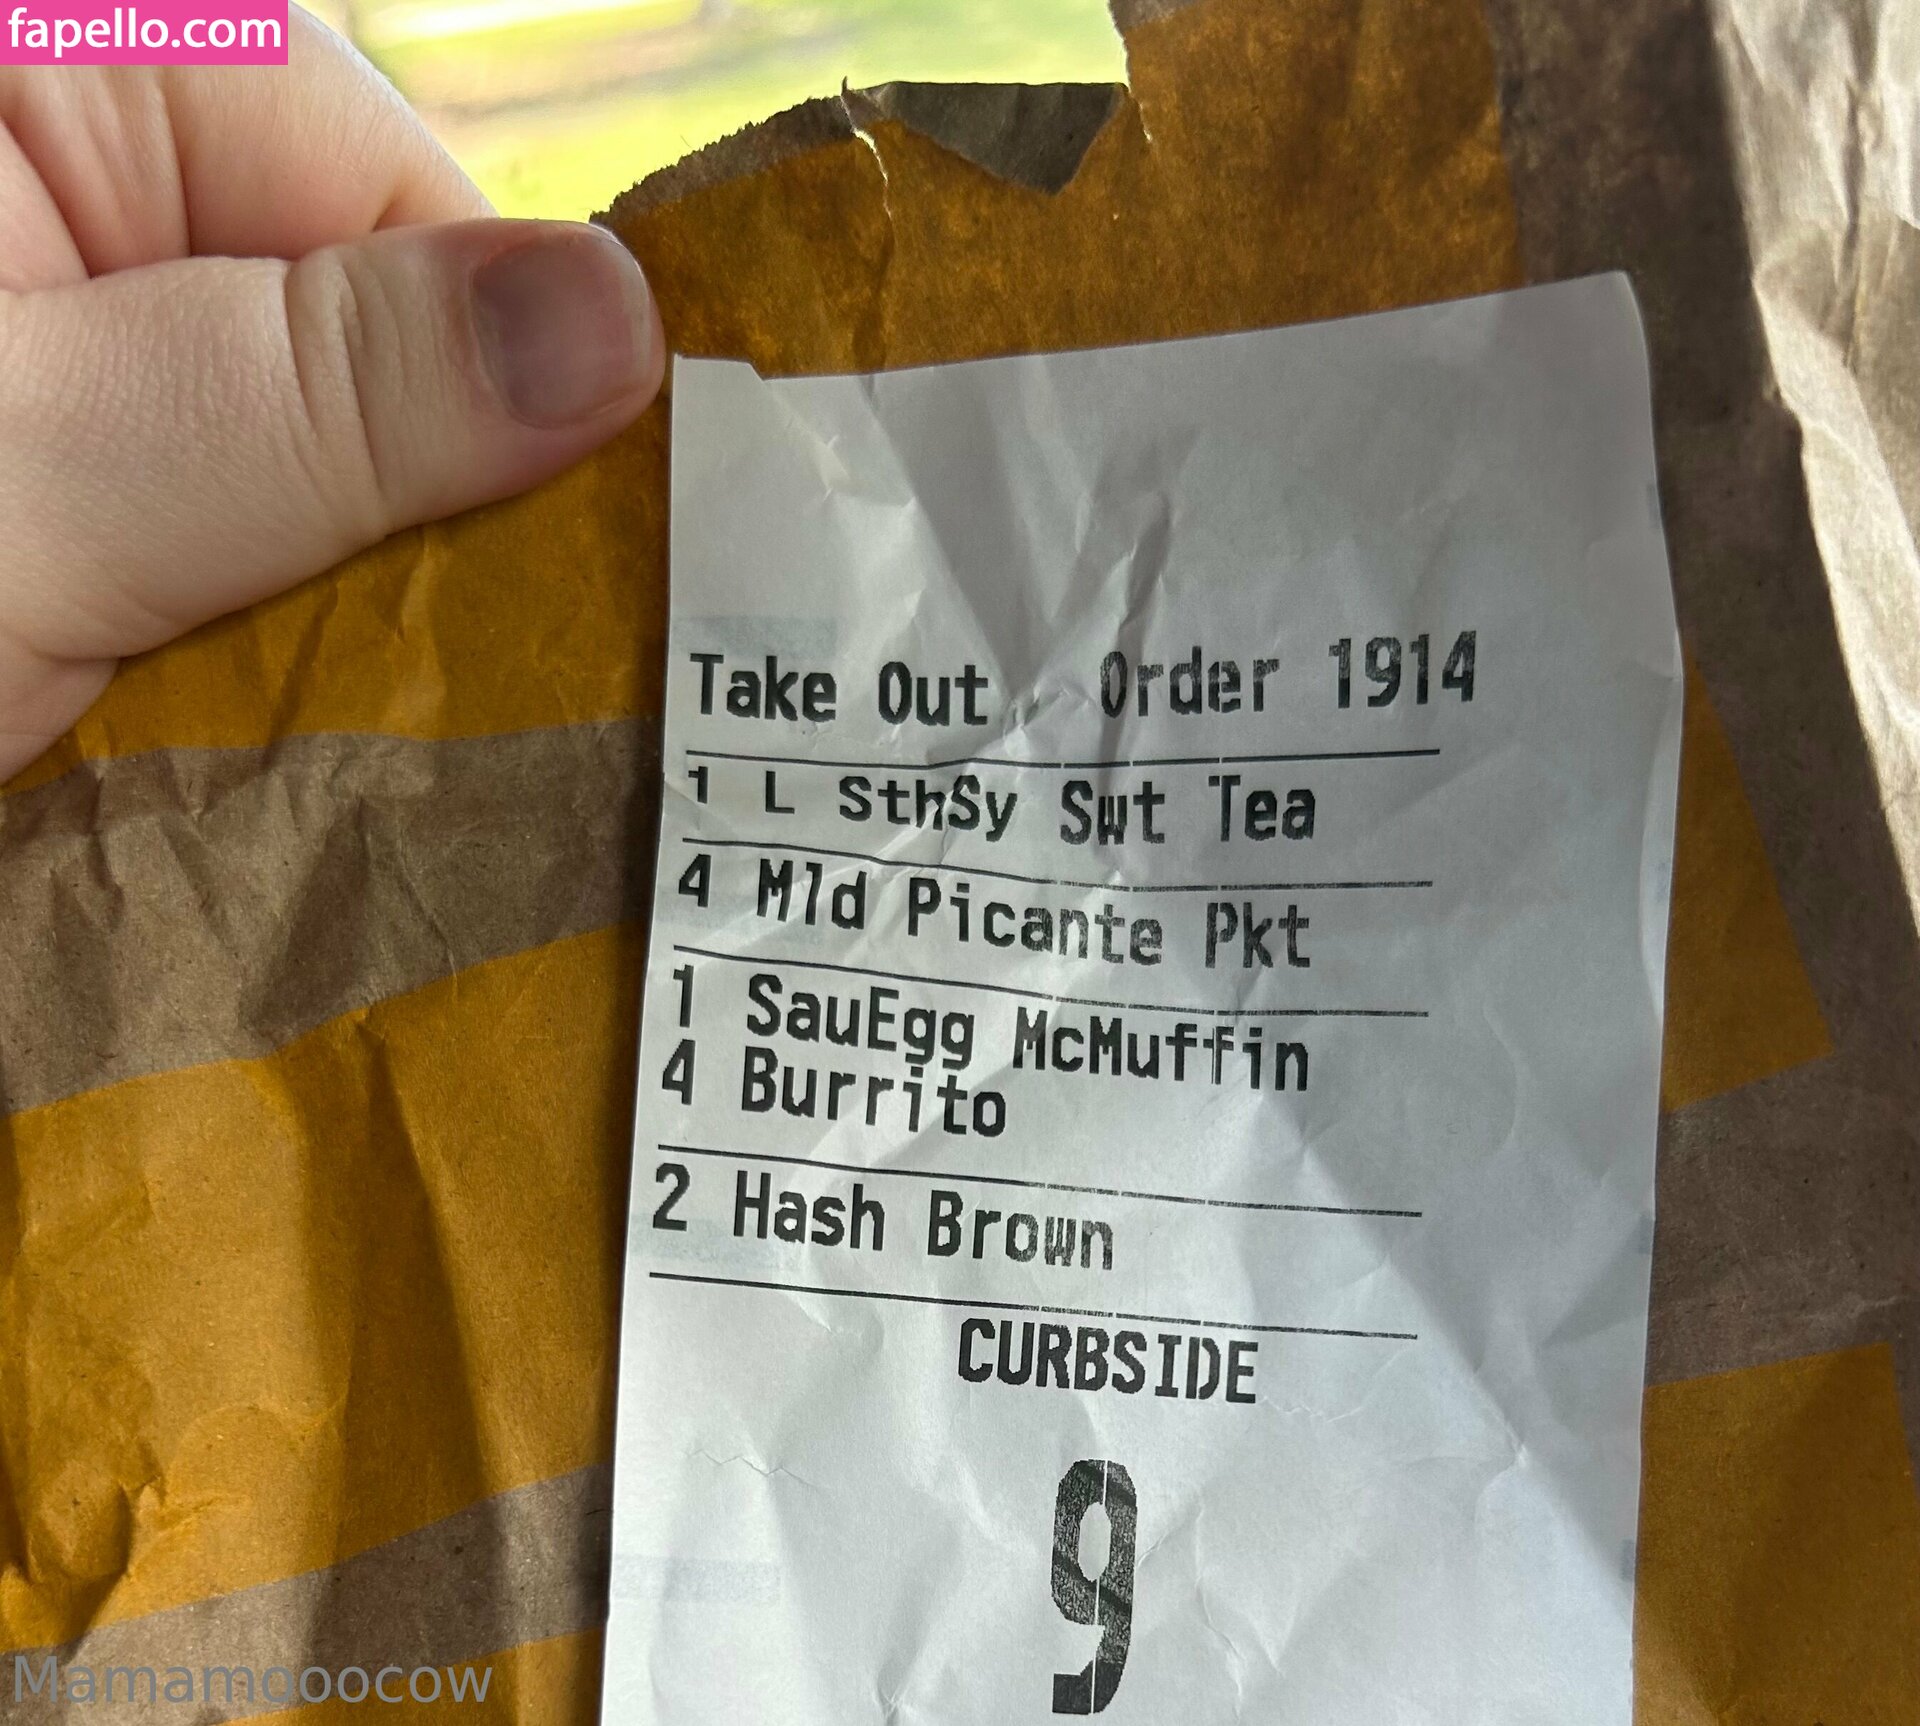 fapello.com
Take Out Order 1914
1 L SthSy Swt Tea
4 Mld Picante Pkt
1 SauEgg McMuffin
4 Burrito
2 Hash Brown
CURBSIDE
9
Mamamooocow